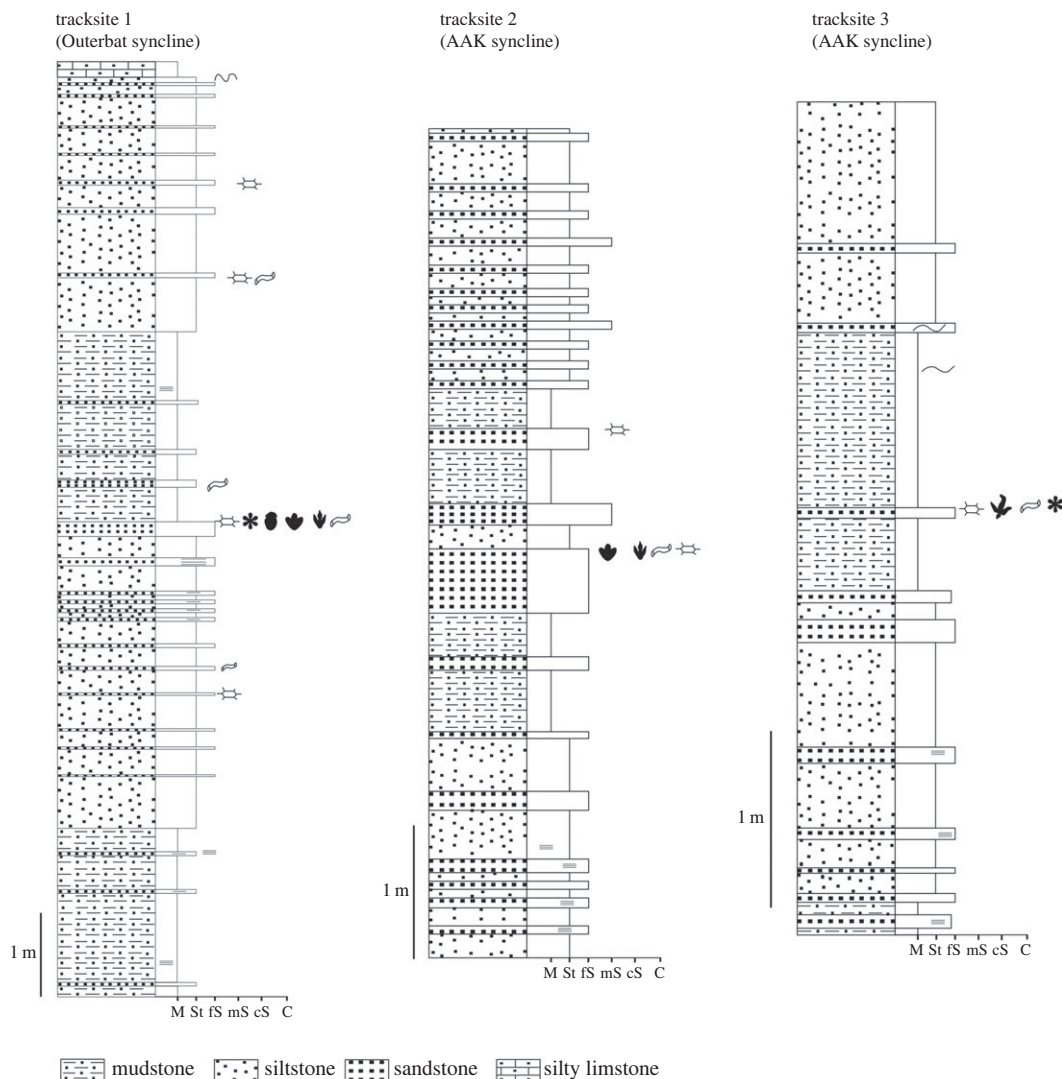 tracksite 1
(Outerbat syncline)
tracksite 2
(AAK syncline)
tracksite 3
(AAK syncline)
1 m
1 m
1 m
M St fS mS cS C
M St fS mS cS C
M St fS mS cS C
mudstone siltstone sandstone silty limstone